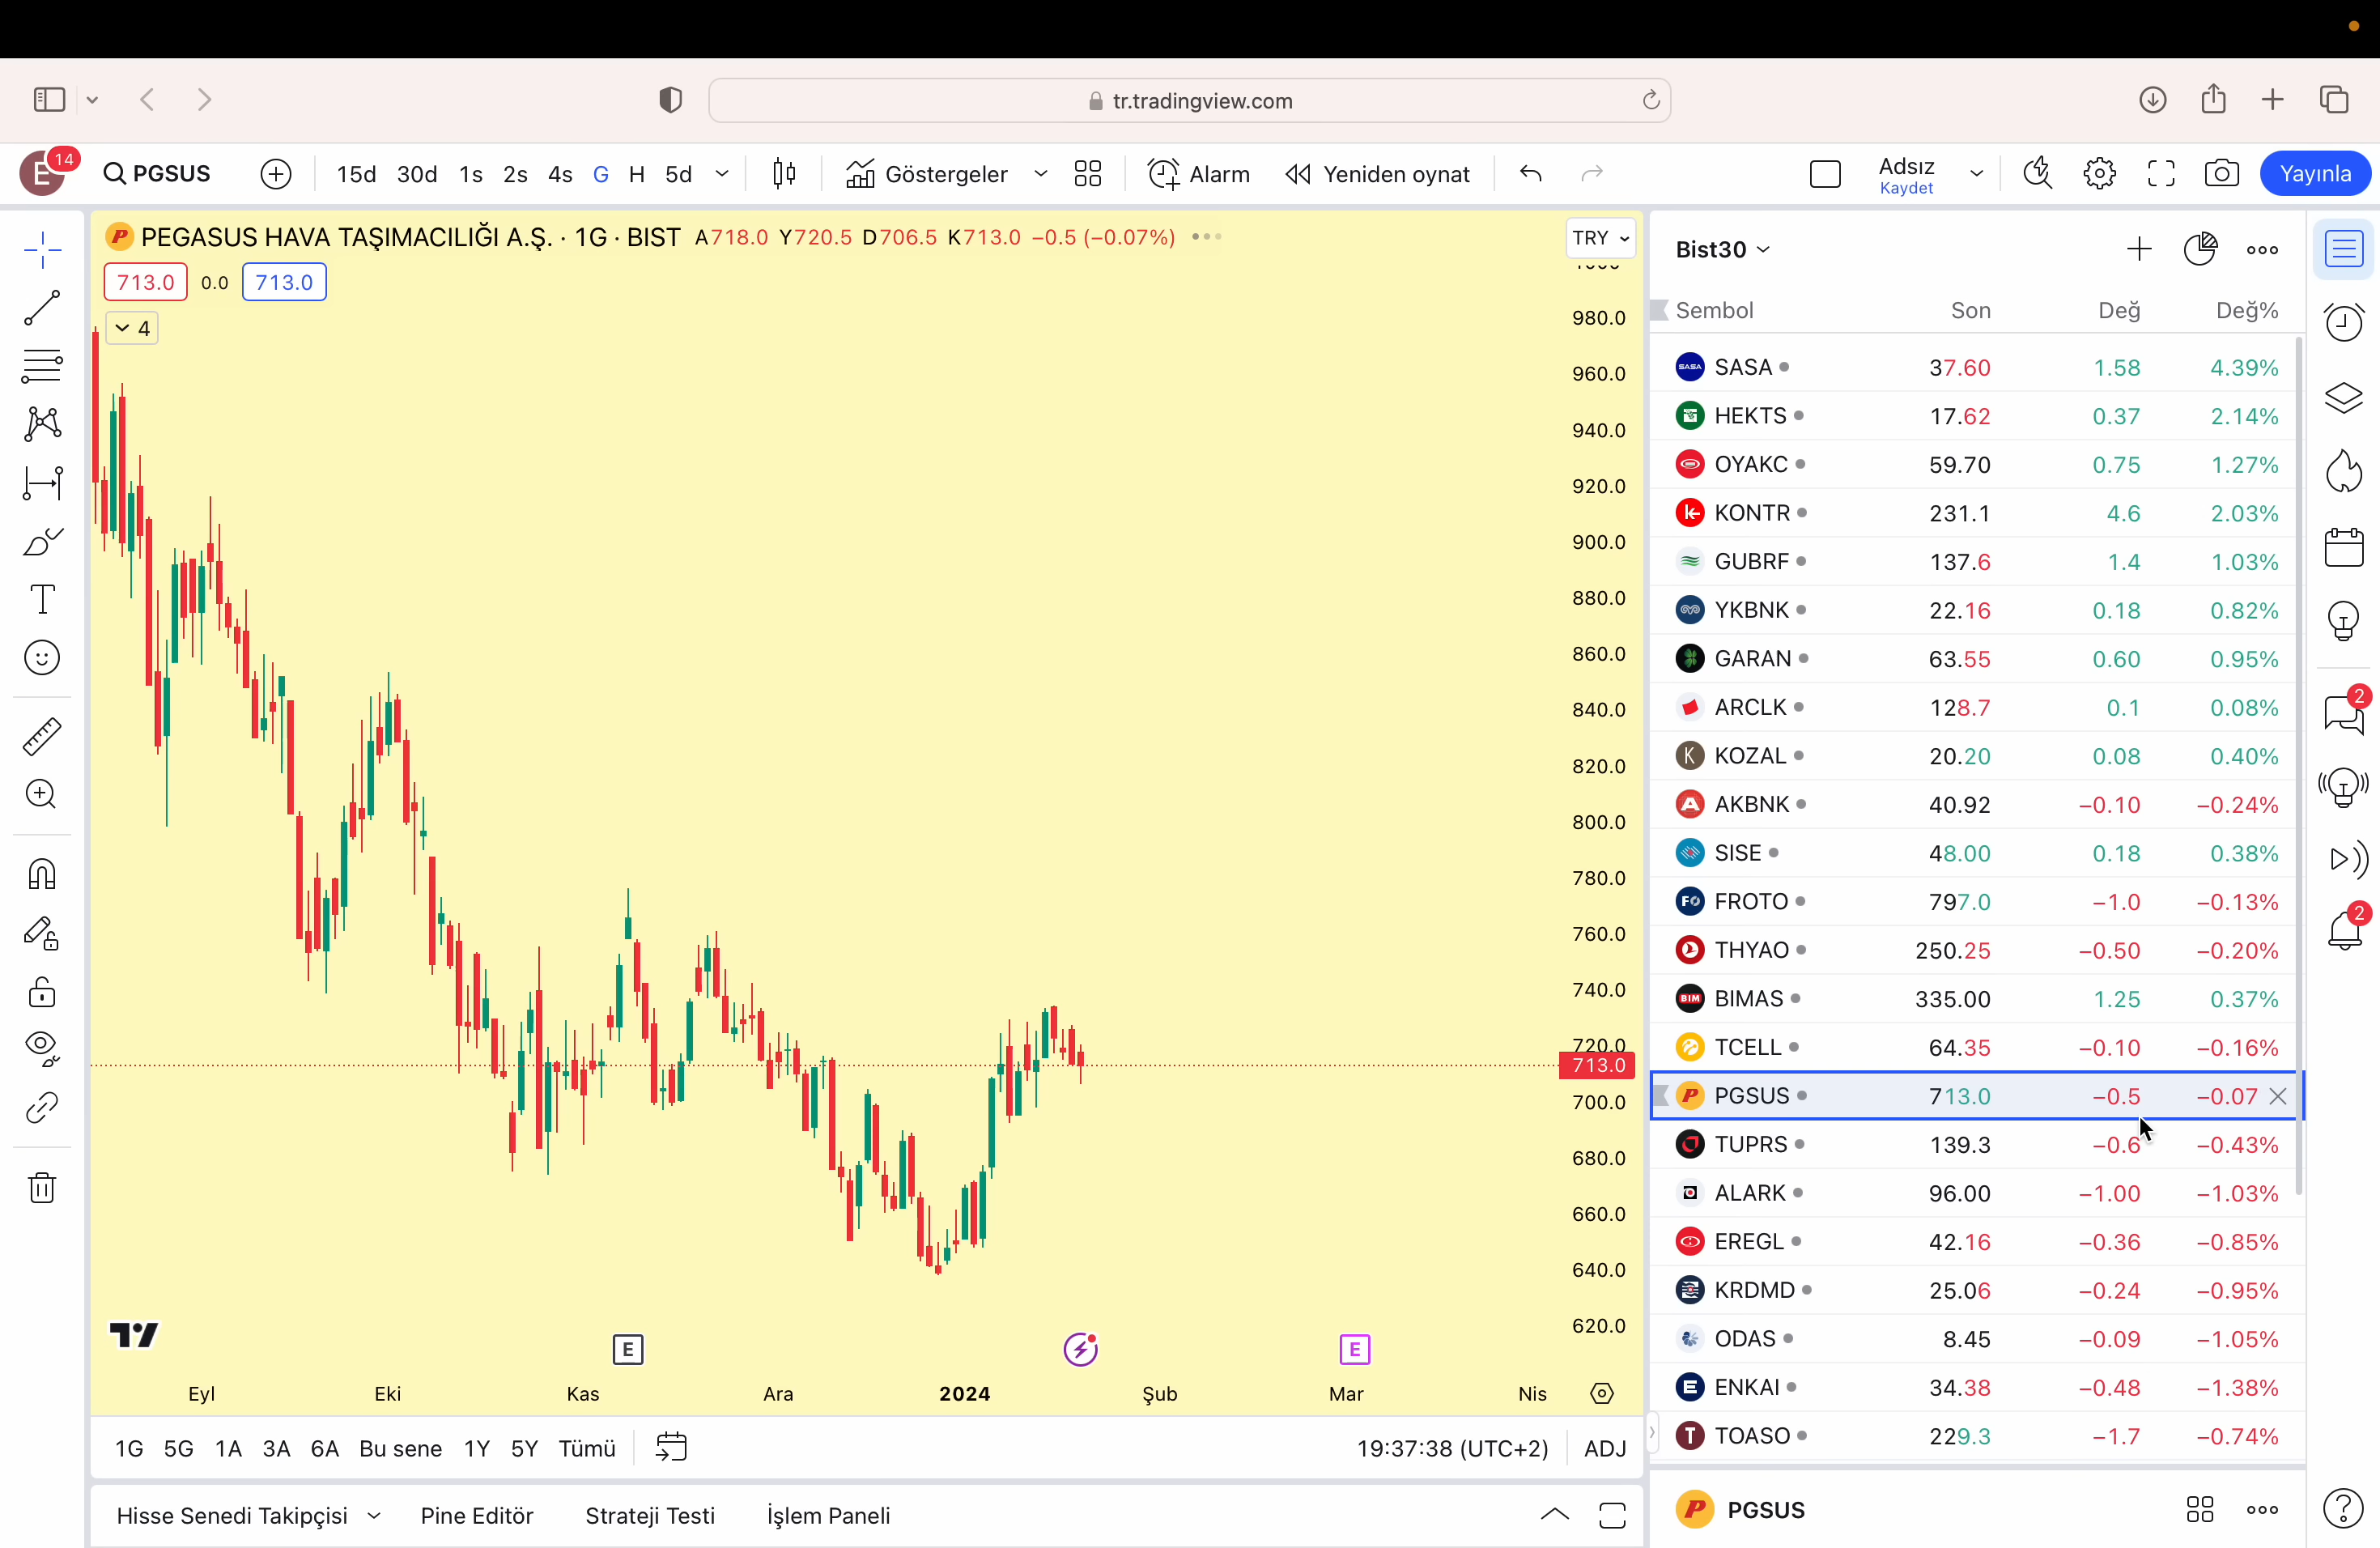 tr.tradingview.com
E 14 PGSUS 15d 30d 1s 2s 4s G H 5d Göstergeler Alarm Yeniden oynat Adsız Yayınla
Kaydet
PEGASUS HAVA TAŞIMACILIĞI A.Ş. · 1G · BIST A718.0 Y720.5 D706.5 K713.0 −0.5 (−0.07%) TRY
713.0 0.0 713.0
4
980.0
960.0
940.0
920.0
900.0
880.0
860.0
840.0
820.0
800.0
780.0
760.0
740.0
720.0
713.0
700.0
680.0
660.0
640.0
620.0
E E
Eyl Eki Kas Ara 2024 Şub Mar Nis
1G 5G 1A 3A 6A Bu sene 1Y 5Y Tümü 19:37:38 (UTC+2) ADJ
Hisse Senedi Takipçisi Pine Editör Strateji Testi İşlem Paneli
Bist30
Sembol Son Değ Değ%
SASA SASA 37.60 1.58 4.39%
HEKTS 17.62 0.37 2.14%
OYAKC 59.70 0.75 1.27%
KONTR 231.1 4.6 2.03%
GUBRF 137.6 1.4 1.03%
YKBNK 22.16 0.18 0.82%
GARAN 63.55 0.60 0.95%
ARCLK 128.7 0.1 0.08%
K KOZAL 20.20 0.08 0.40%
AKBNK 40.92 −0.10 −0.24%
SISE 48.00 0.18 0.38%
FO FROTO 797.0 −1.0 −0.13%
THYAO 250.25 −0.50 −0.20%
BIM BIMAS 335.00 1.25 0.37%
TCELL 64.35 −0.10 −0.16%
P PGSUS 713.0 −0.5 −0.07
TUPRS 139.3 −0.6 −0.43%
ALARK 96.00 −1.00 −1.03%
EREGL 42.16 −0.36 −0.85%
KRDMD 25.06 −0.24 −0.95%
ODAS 8.45 −0.09 −1.05%
E ENKAI 34.38 −0.48 −1.38%
T TOASO 229.3 −1.7 −0.74%
P PGSUS
2
2